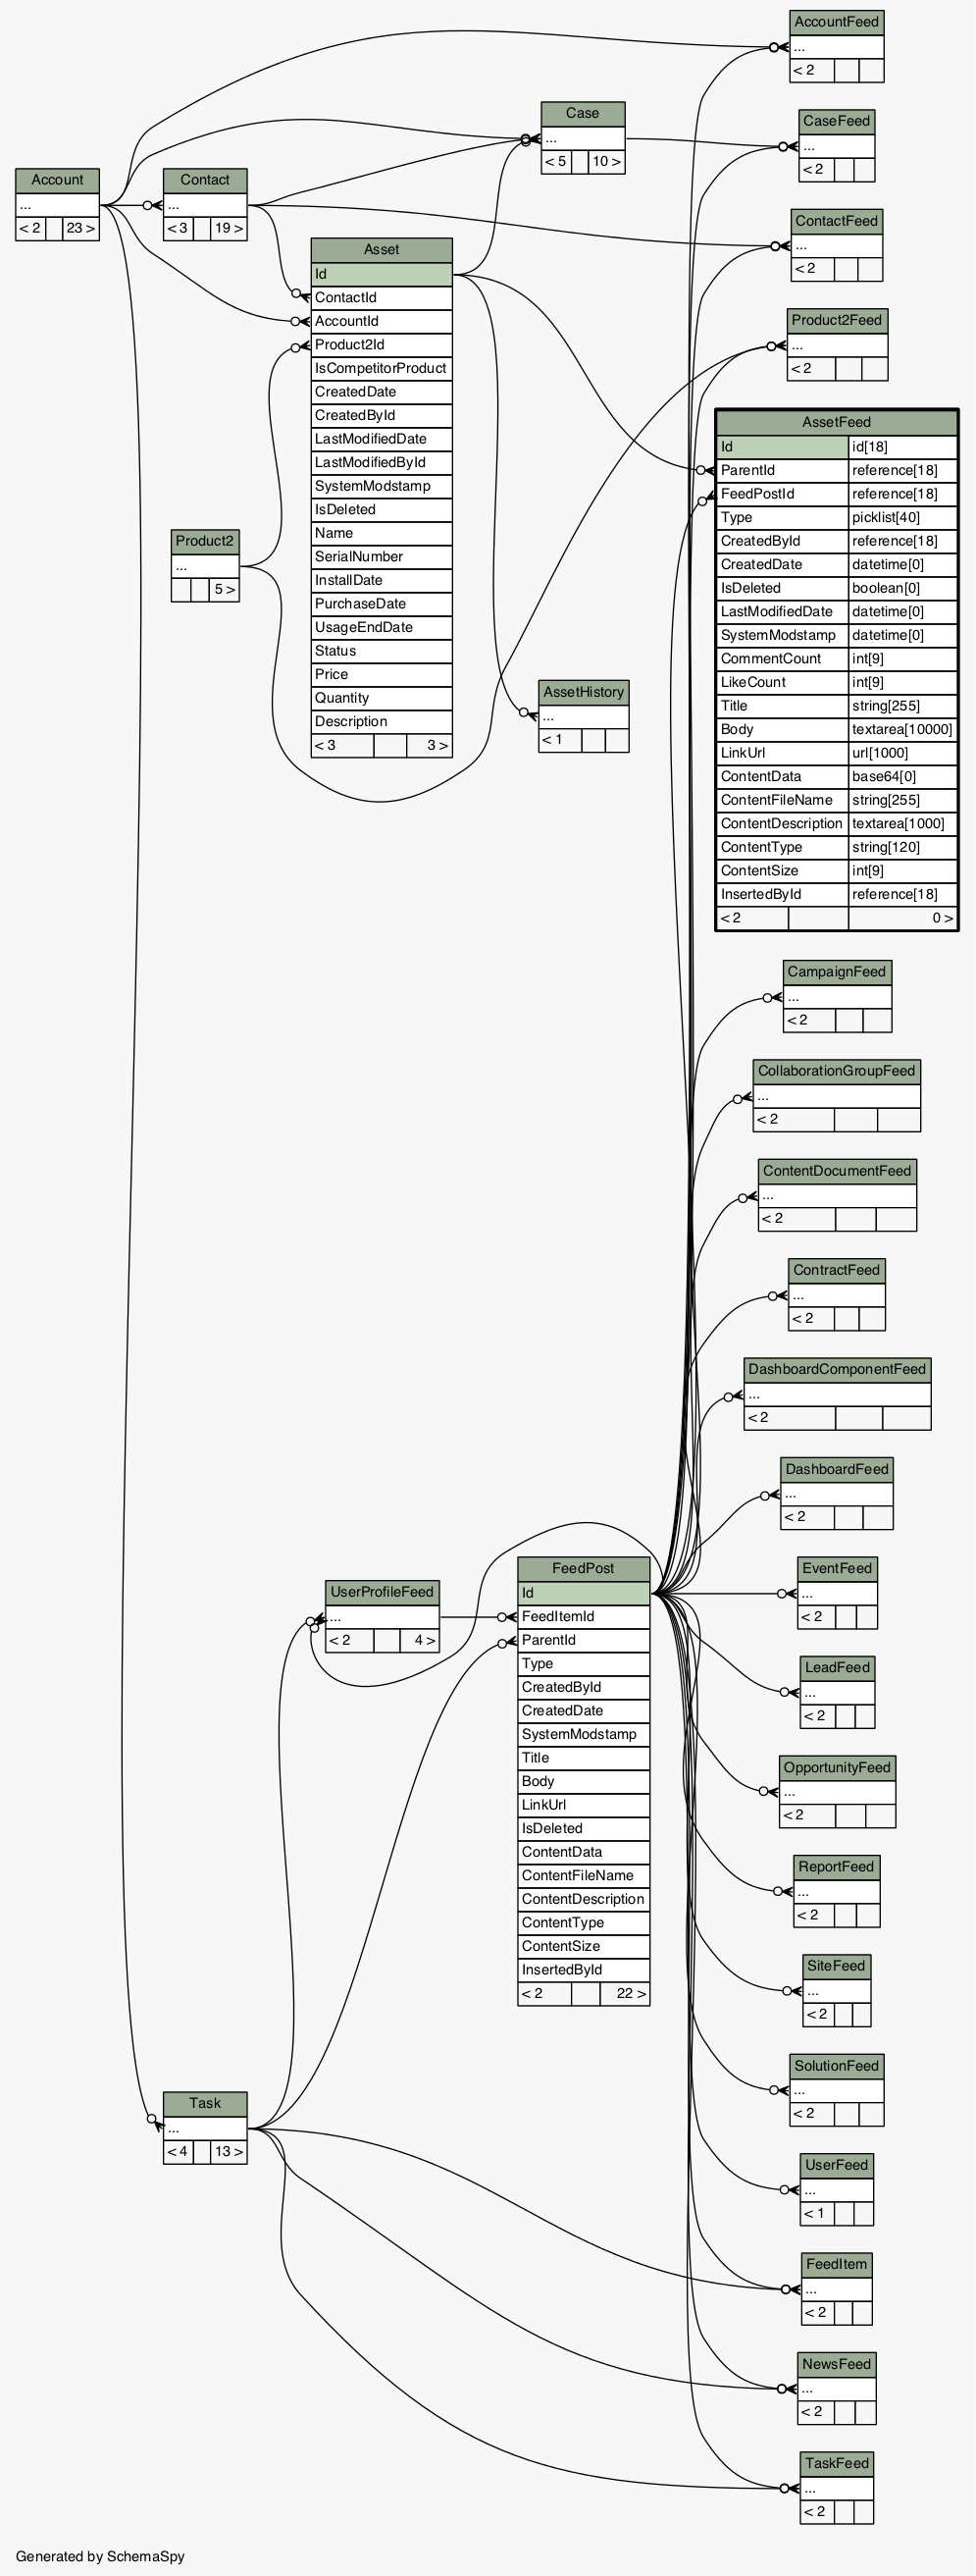 AccountFeed
...
< 2
Case
...
< 5 10 >
CaseFeed
...
< 2
Account
...
< 2 23 >
Contact
...
< 3 19 >
ContactFeed
...
< 2
Asset
Id
ContactId
AccountId
Product2Id
IsCompetitorProduct
CreatedDate
CreatedById
LastModifiedDate
LastModifiedById
SystemModstamp
IsDeleted
Name
SerialNumber
InstallDate
PurchaseDate
UsageEndDate
Status
Price
Quantity
Description
< 3 3 >
Product2Feed
...
< 2
AssetFeed
Id id[18]
ParentId reference[18]
FeedPostId reference[18]
Type picklist[40]
CreatedById reference[18]
CreatedDate datetime[0]
IsDeleted boolean[0]
LastModifiedDate datetime[0]
SystemModstamp datetime[0]
CommentCount int[9]
LikeCount int[9]
Title string[255]
Body textarea[10000]
LinkUrl url[1000]
ContentData base64[0]
ContentFileName string[255]
ContentDescription textarea[1000]
ContentType string[120]
ContentSize int[9]
InsertedById reference[18]
< 2 0 >
Product2
...
5 >
AssetHistory
...
< 1
CampaignFeed
...
< 2
CollaborationGroupFeed
...
< 2
ContentDocumentFeed
...
< 2
ContractFeed
...
< 2
DashboardComponentFeed
...
< 2
DashboardFeed
...
< 2
UserProfileFeed
...
< 2 4 >
FeedPost
Id
FeedItemId
ParentId
Type
CreatedById
CreatedDate
SystemModstamp
Title
Body
LinkUrl
IsDeleted
ContentData
ContentFileName
ContentDescription
ContentType
ContentSize
InsertedById
< 2 22 >
EventFeed
...
< 2
LeadFeed
...
< 2
OpportunityFeed
...
< 2
ReportFeed
...
< 2
SiteFeed
...
< 2
SolutionFeed
...
< 2
Task
...
< 4 13 >
UserFeed
...
< 1
FeedItem
...
< 2
NewsFeed
...
< 2
TaskFeed
...
< 2
Generated by SchemaSpy